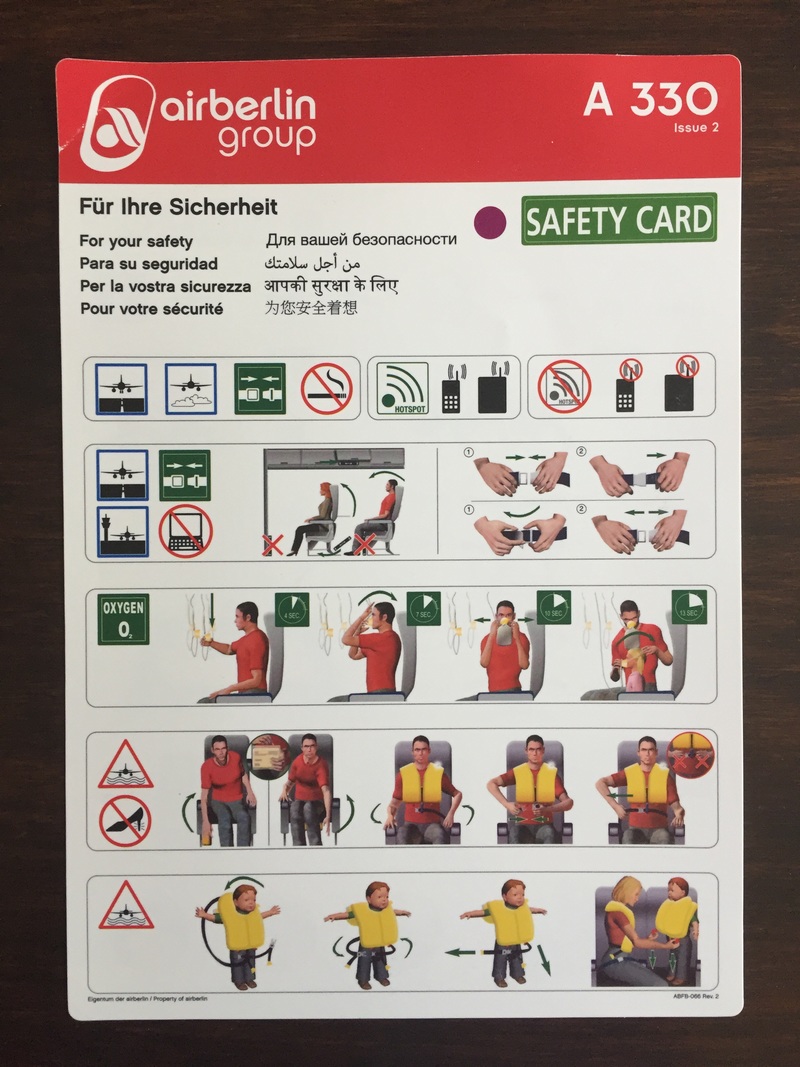 airberlin
group
A 330
Issue 2
Für Ihre Sicherheit
SAFETY CARD
For your safety
Для вашей безопасности
Para su seguridad
من أجل سلامتك
Per la vostra sicurezza
आपकी सुरक्षा के लिए
Pour votre sécurité
为您安全着想
HOTSPOT
HOTSPOT
1
2
1
2
OXYGEN
O2
4 SEC
7 SEC
10 SEC
13 SEC
Eigentum der airberlin / Property of airberlin
ABFB-066 Rev. 2